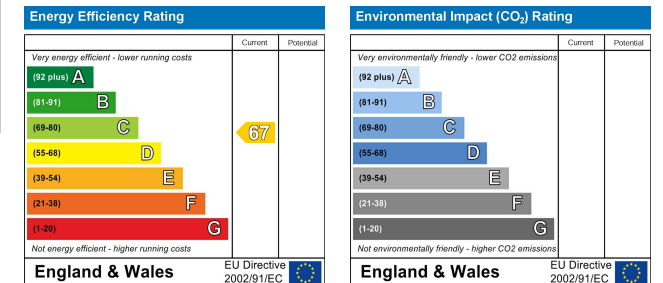 Energy Efficiency Rating
Current Potential
Very energy efficient - lower running costs
(92 plus) A
(81-91) B
(69-80) C
67
(55-68) D
(39-54) E
(21-38) F
(1-20) G
Not energy efficient - higher running costs
England & Wales
EU Directive
2002/91/EC
Environmental Impact (CO₂) Rating
Current Potential
Very environmentally friendly - lower CO2 emissions
(92 plus) A
(81-91) B
(69-80) C
(55-68) D
(39-54) E
(21-38) F
(1-20) G
Not environmentally friendly - higher CO2 emissions
England & Wales
EU Directive
2002/91/EC